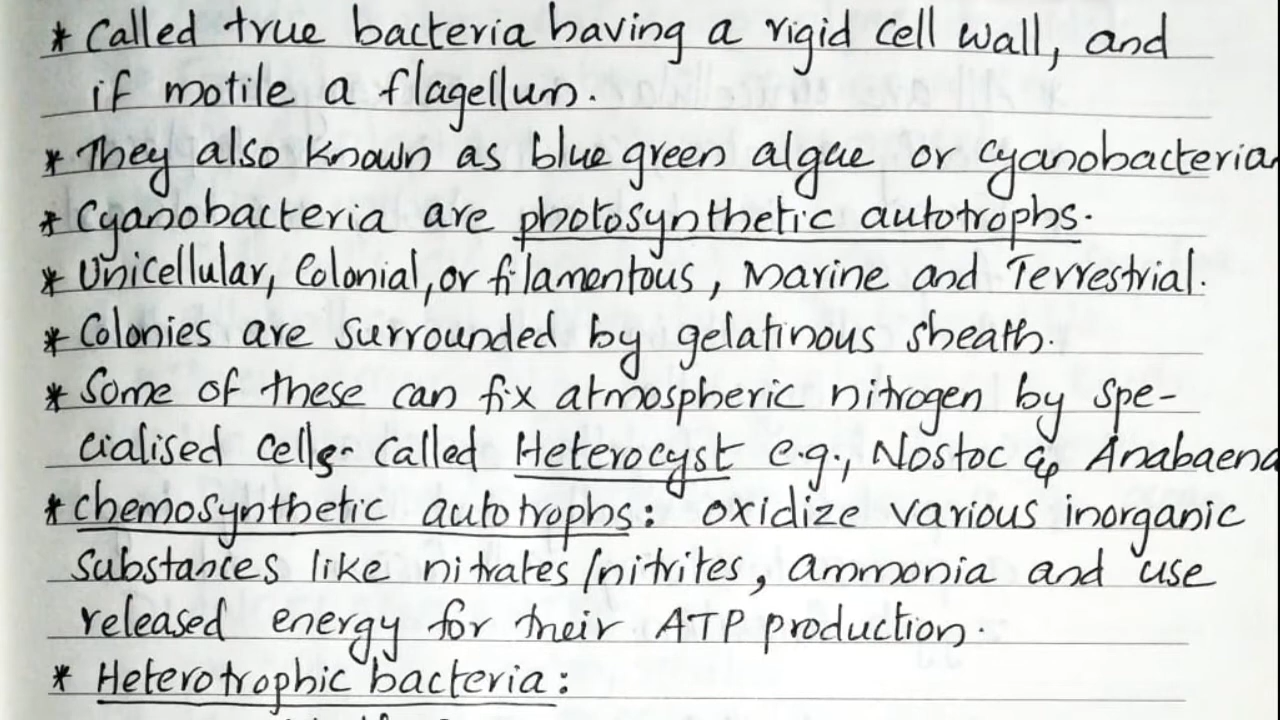 * Called true bacteria having a rigid cell wall, and
if motile a flagellum.
* They also known as blue green algae or cyanobacteria
* Cyanobacteria are photosynthetic autotrophs.
* Unicellular, Colonial, or filamentous, Marine and Terrestrial.
* Colonies are surrounded by gelatinous sheath.
* Some of these can fix atmospheric nitrogen by spe-
cialised cells called Heterocyst e.g., Nostoc & Anabaena
* chemosynthetic autotrophs: oxidize various inorganic
substances like nitrates/nitrites, ammonia and use
released energy for their ATP production.
* Heterotrophic bacteria: